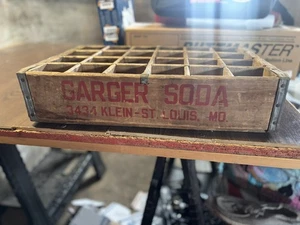 GARGER SODA
3434 KLEIN-ST. LOUIS, MO.